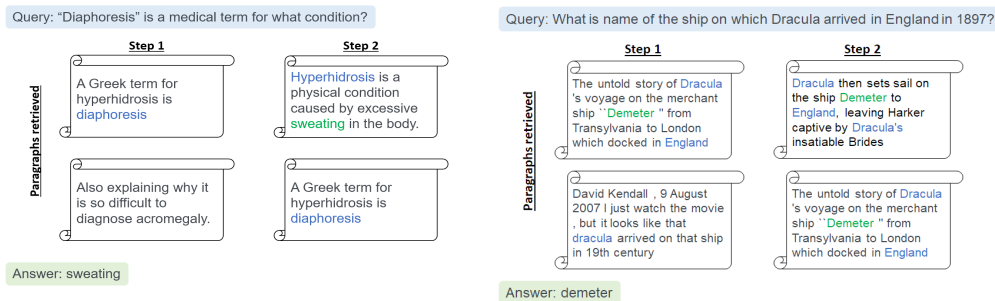 Query: “Diaphoresis” is a medical term for what condition?
Step 1
Step 2
Paragraphs retrieved
A Greek term for
hyperhidrosis is
diaphoresis
Hyperhidrosis is a
physical condition
caused by excessive
sweating in the body.
Also explaining why it
is so difficult to
diagnose acromegaly.
A Greek term for
hyperhidrosis is
diaphoresis
Answer: sweating
Query: What is name of the ship on which Dracula arrived in England in 1897?
Step 1
Step 2
Paragraphs retrieved
The untold story of Dracula
's voyage on the merchant
ship ``Demeter '' from
Transylvania to London
which docked in England
Dracula then sets sail on
the ship Demeter to
England, leaving Harker
captive by Dracula's
insatiable Brides
David Kendall , 9 August
2007 I just watch the movie
, but it looks like that
dracula arrived on that ship
in 19th century
The untold story of Dracula
's voyage on the merchant
ship ``Demeter '' from
Transylvania to London
which docked in England
Answer: demeter